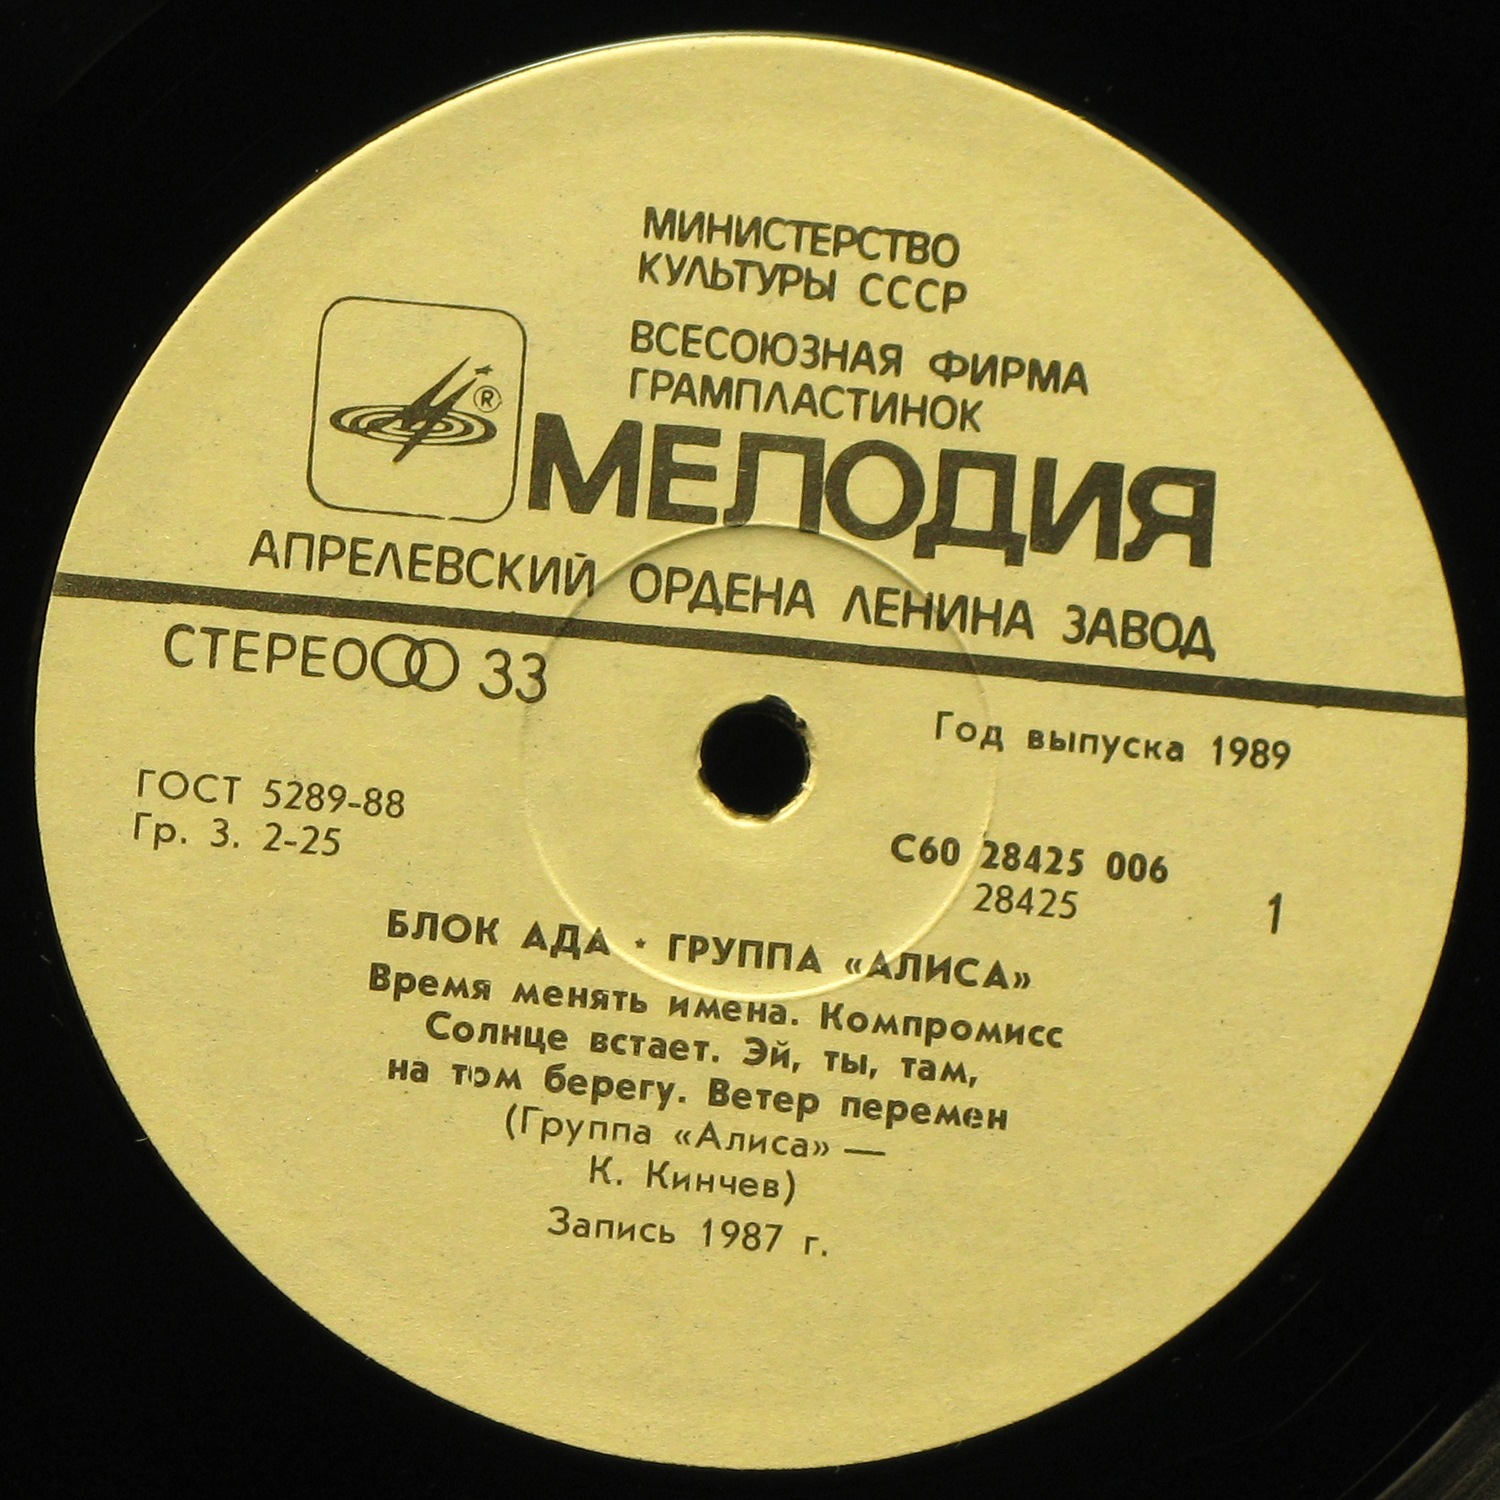 МИНИСТЕРСТВО
КУЛЬТУРЫ СССР
ВСЕСОЮЗНАЯ ФИРМА
ГРАМПЛАСТИНОК
®
МЕЛОДИЯ
АПРЕЛЕВСКИЙ ОРДЕНА ЛЕНИНА ЗАВОД
СТЕРЕО 33
Год выпуска 1989
ГОСТ 5289-88
Гр. 3. 2-25
С60 28425 006
28425
1
БЛОК АДА · ГРУППА «АЛИСА»
Время менять имена. Компромисс
Солнце встает. Эй, ты, там,
на том берегу. Ветер перемен
(Группа «Алиса» —
К. Кинчев)
Запись 1987 г.